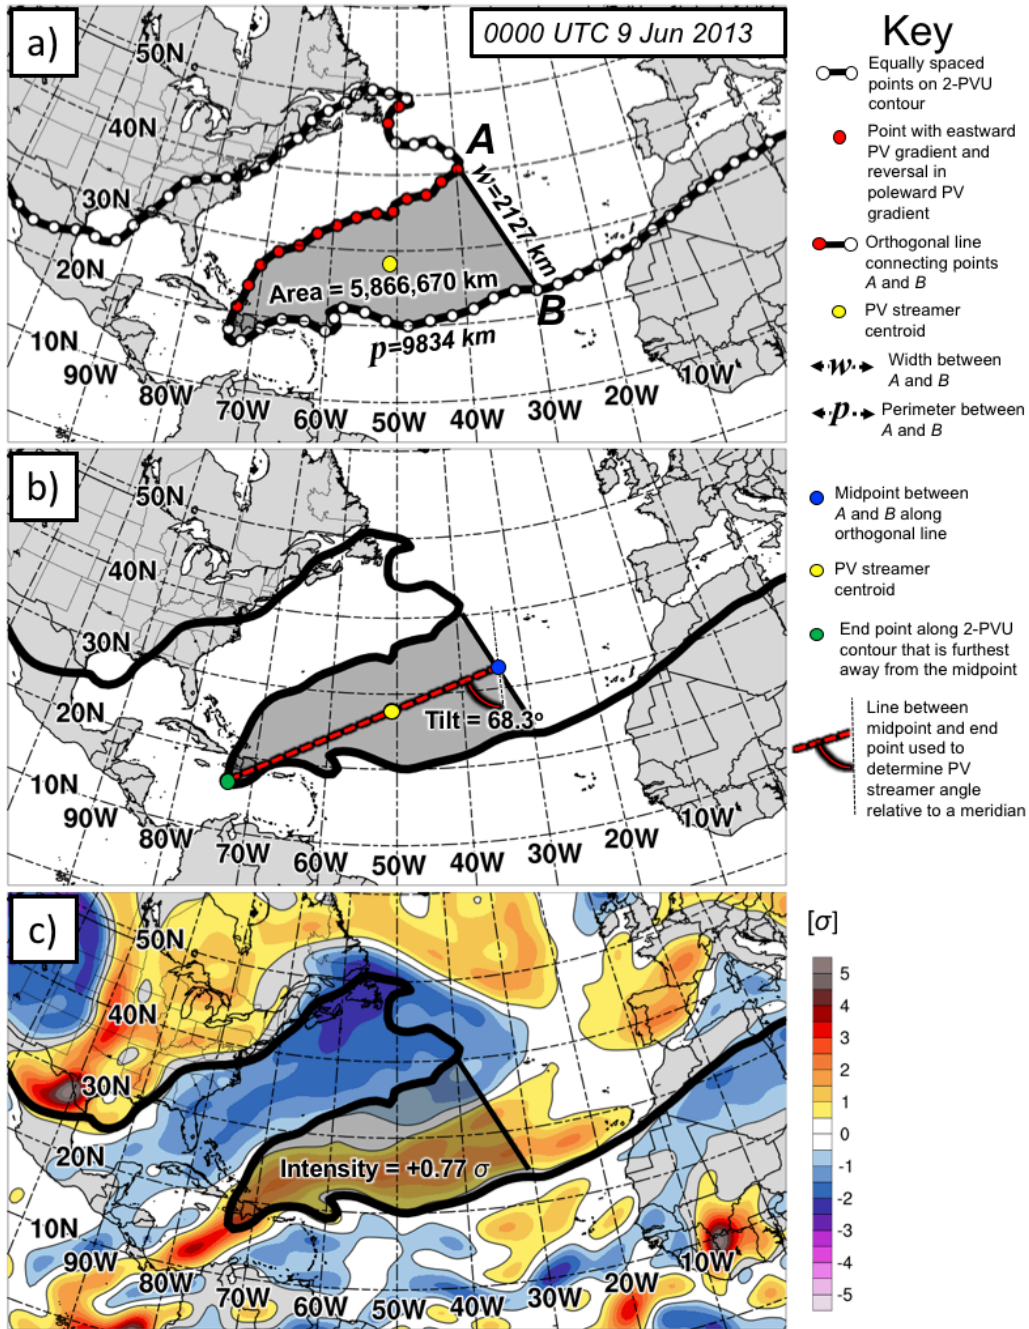 a)
0000 UTC 9 Jun 2013
50N
40N
30N
20N
10N
90W
80W
70W
60W
50W
40W
30W
20W
10W
A
w=2127 km
B
Area = 5,866,670 km
p=9834 km
Key
Equally spaced
points on 2-PVU
contour
Point with eastward
PV gradient and
reversal in
poleward PV
gradient
Orthogonal line
connecting points
A and B
PV streamer
centroid
w
Width between
A and B
p
Perimeter between
A and B
b)
50N
40N
30N
20N
10N
90W
80W
70W
60W
50W
40W
30W
20W
10W
Tilt = 68.3°
Midpoint between
A and B along
orthogonal line
PV streamer
centroid
End point along 2-PVU
contour that is furthest
away from the midpoint
Line between
midpoint and end
point used to
determine PV
streamer angle
relative to a meridian
c)
50N
40N
30N
20N
10N
90W
80W
70W
60W
50W
40W
30W
20W
10W
Intensity = +0.77 σ
[σ]
5
4
3
2
1
0
-1
-2
-3
-4
-5